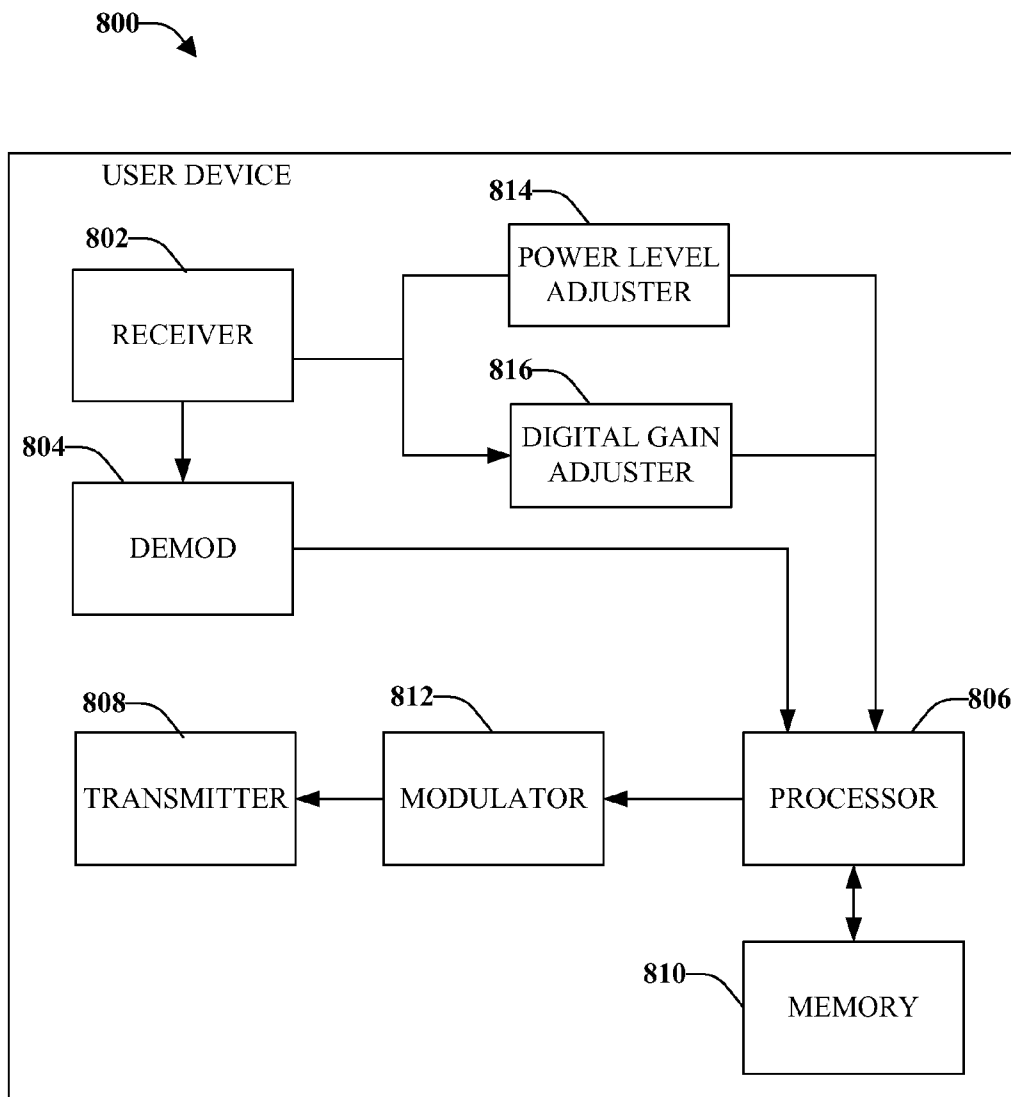 800
USER DEVICE
814
802
POWER LEVEL
ADJUSTER
RECEIVER
816
804
DIGITAL GAIN
ADJUSTER
DEMOD
808
812
806
TRANSMITTER
MODULATOR
PROCESSOR
810
MEMORY